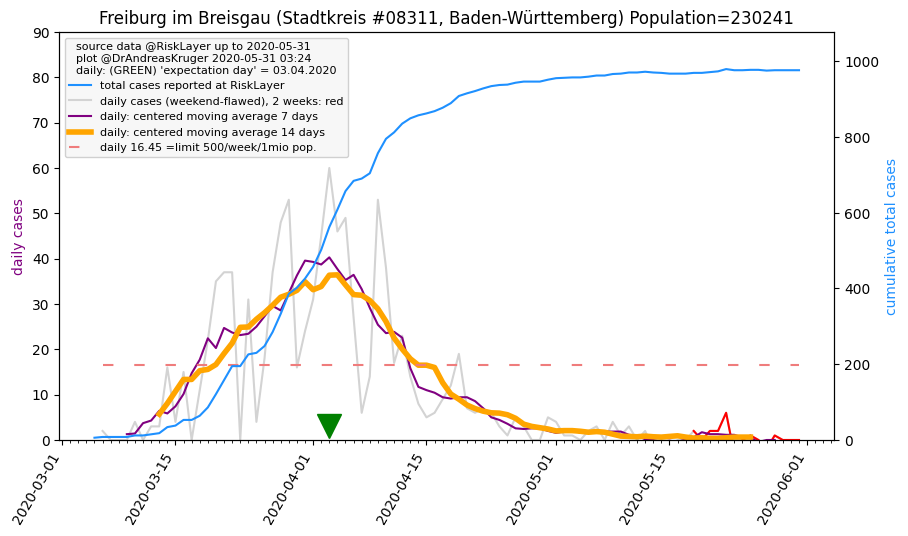 Freiburg im Breisgau (Stadtkreis #08311, Baden-Württemberg) Population=230241
source data @RiskLayer up to 2020-05-31
plot @DrAndreasKruger 2020-05-31 03:24
daily: (GREEN) 'expectation day' = 03.04.2020
total cases reported at RiskLayer
daily cases (weekend-flawed), 2 weeks: red
daily: centered moving average 7 days
daily: centered moving average 14 days
daily 16.45 =limit 500/week/1mio pop.
daily cases
90
80
70
60
50
40
30
20
10
0
1000
800
600
400
200
0
cumulative total cases
2020-03-01
2020-03-15
2020-04-01
2020-04-15
2020-05-01
2020-05-15
2020-06-01